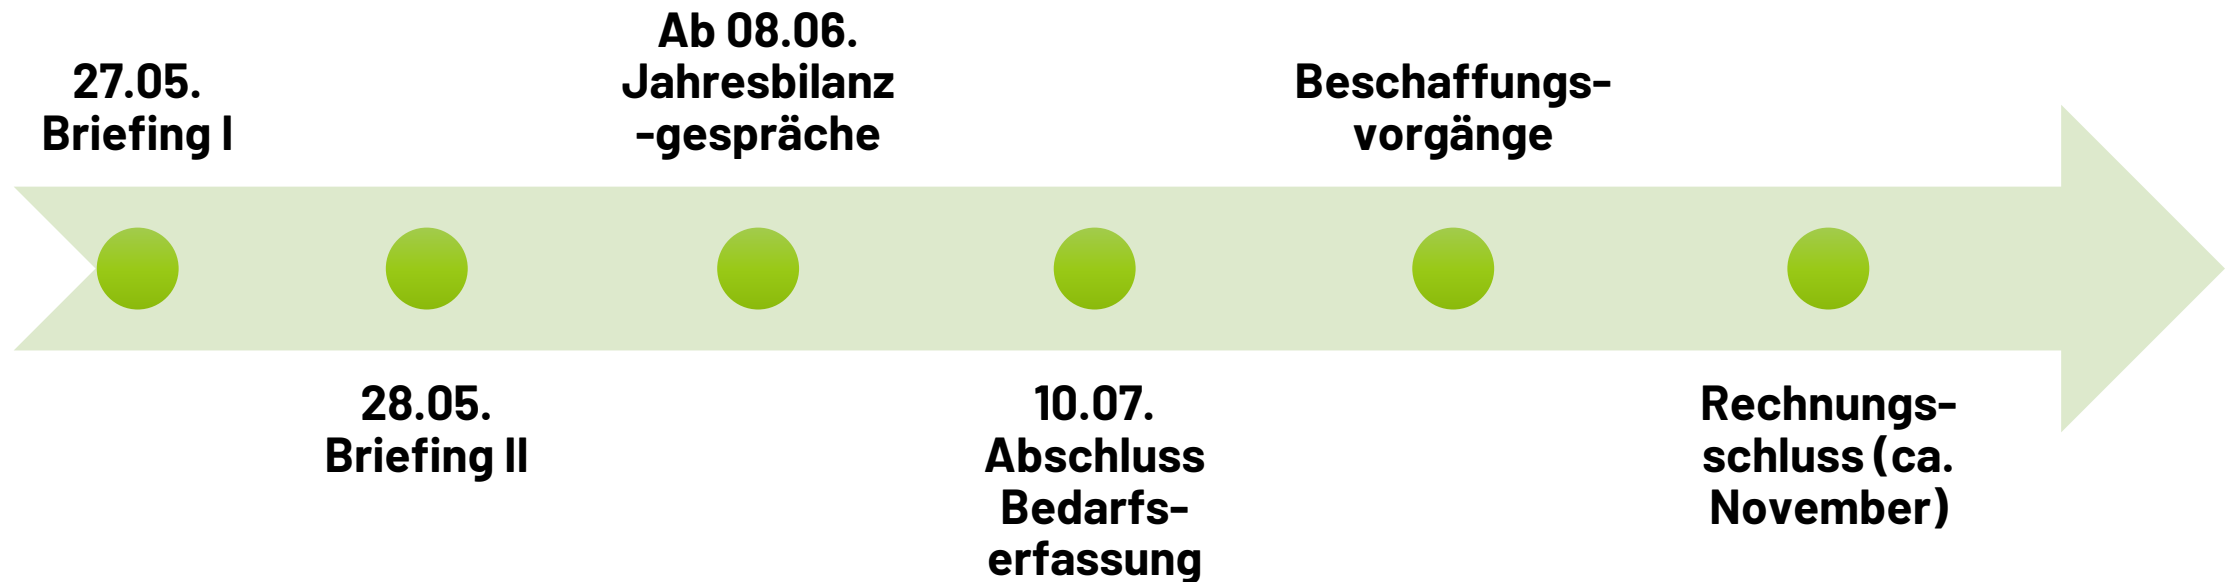 27.05.
Briefing I
28.05.
Briefing II
Ab 08.06.
Jahresbilanz
-gespräche
10.07.
Abschluss
Bedarfs-
erfassung
Beschaffungs-
vorgänge
Rechnungs-
schluss (ca.
November)